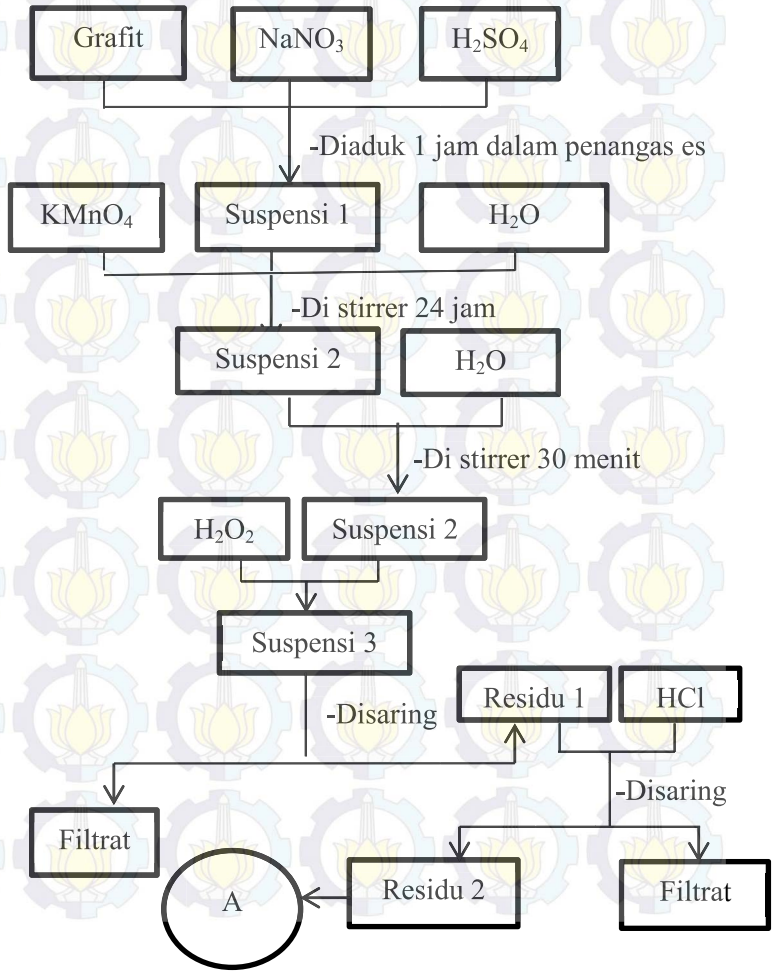 Grafit
NaNO₃
H₂SO₄
-Diaduk 1 jam dalam penangas es
KMnO₄
Suspensi 1
H₂O
-Di stirrer 24 jam
Suspensi 2
H₂O
-Di stirrer 30 menit
H₂O₂
Suspensi 2
Suspensi 3
-Disaring
Residu 1
HCl
-Disaring
Filtrat
A
Residu 2
Filtrat